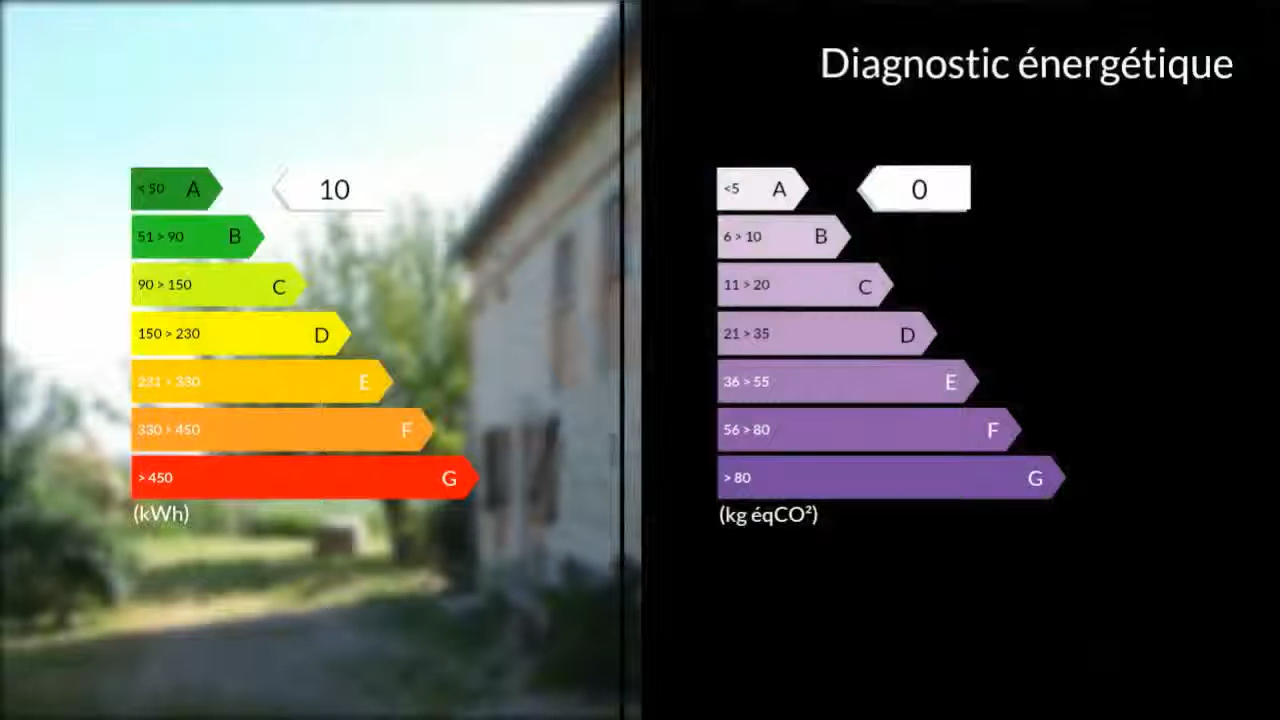 Diagnostic énergétique
< 50 A 10
51 > 90 B
90 > 150 C
150 > 230 D
231 > 330 E
330 > 450 F
> 450 G
(kWh)
<5 A 0
6 > 10 B
11 > 20 C
21 > 35 D
36 > 55 E
56 > 80 F
> 80 G
(kg éqCO²)